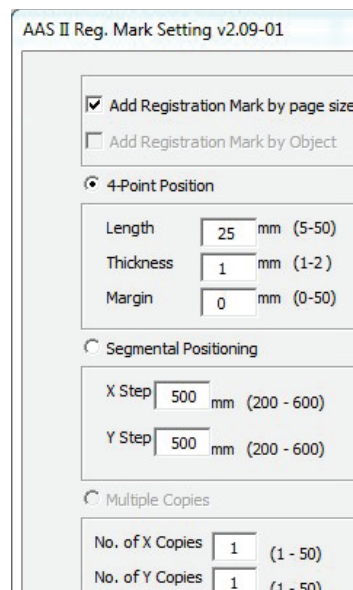 AAS II Reg. Mark Setting v2.09-01
Add Registration Mark by page size
Add Registration Mark by Object
4-Point Position
Length 25 mm (5-50)
Thickness 1 mm (1-2 )
Margin 0 mm (0-50)
Segmental Positioning
X Step 500 mm (200 - 600)
Y Step 500 mm (200 - 600)
Multiple Copies
No. of X Copies 1 (1 - 50)
No. of Y Copies 1 (1 - 50)